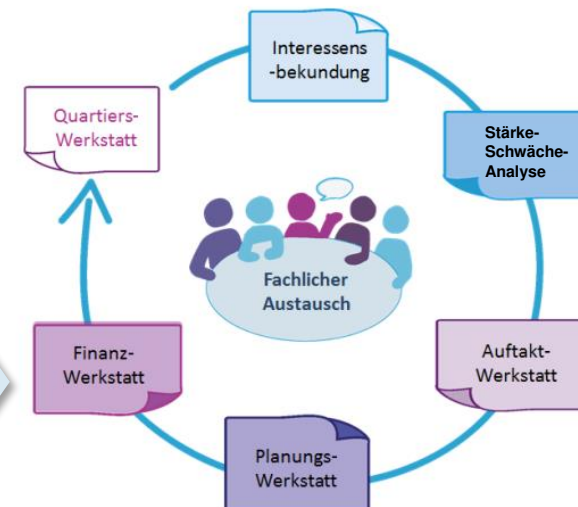 Interessens
-bekundung
Stärke-
Schwäche-
Analyse
Auftakt-
Werkstatt
Planungs-
Werkstatt
Finanz-
Werkstatt
Quartiers-
Werkstatt
Fachlicher
Austausch